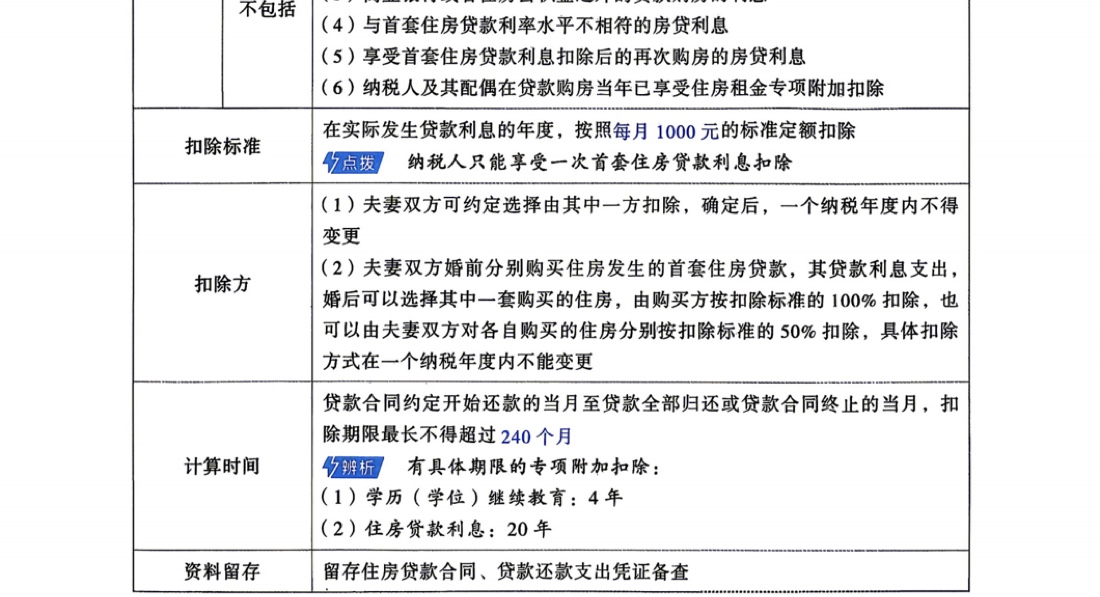 不包括
（4）与首套住房贷款利率水平不相符的房贷利息
（5）享受首套住房贷款利息扣除后的再次购房的房贷利息
（6）纳税人及其配偶在贷款购房当年已享受住房租金专项附加扣除
扣除标准
在实际发生贷款利息的年度，按照每月 1000 元的标准定额扣除
点拨 纳税人只能享受一次首套住房贷款利息扣除
扣除方
（1）夫妻双方可约定选择由其中一方扣除，确定后，一个纳税年度内不得
变更
（2）夫妻双方婚前分别购买住房发生的首套住房贷款，其贷款利息支出，
婚后可以选择其中一套购买的住房，由购买方按扣除标准的 100% 扣除，也
可以由夫妻双方对各自购买的住房分别按扣除标准的 50% 扣除，具体扣除
方式在一个纳税年度内不能变更
计算时间
贷款合同约定开始还款的当月至贷款全部归还或贷款合同终止的当月，扣
除期限最长不得超过 240 个月
辨析 有具体期限的专项附加扣除：
（1）学历（学位）继续教育：4 年
（2）住房贷款利息：20 年
资料留存
留存住房贷款合同、贷款还款支出凭证备查